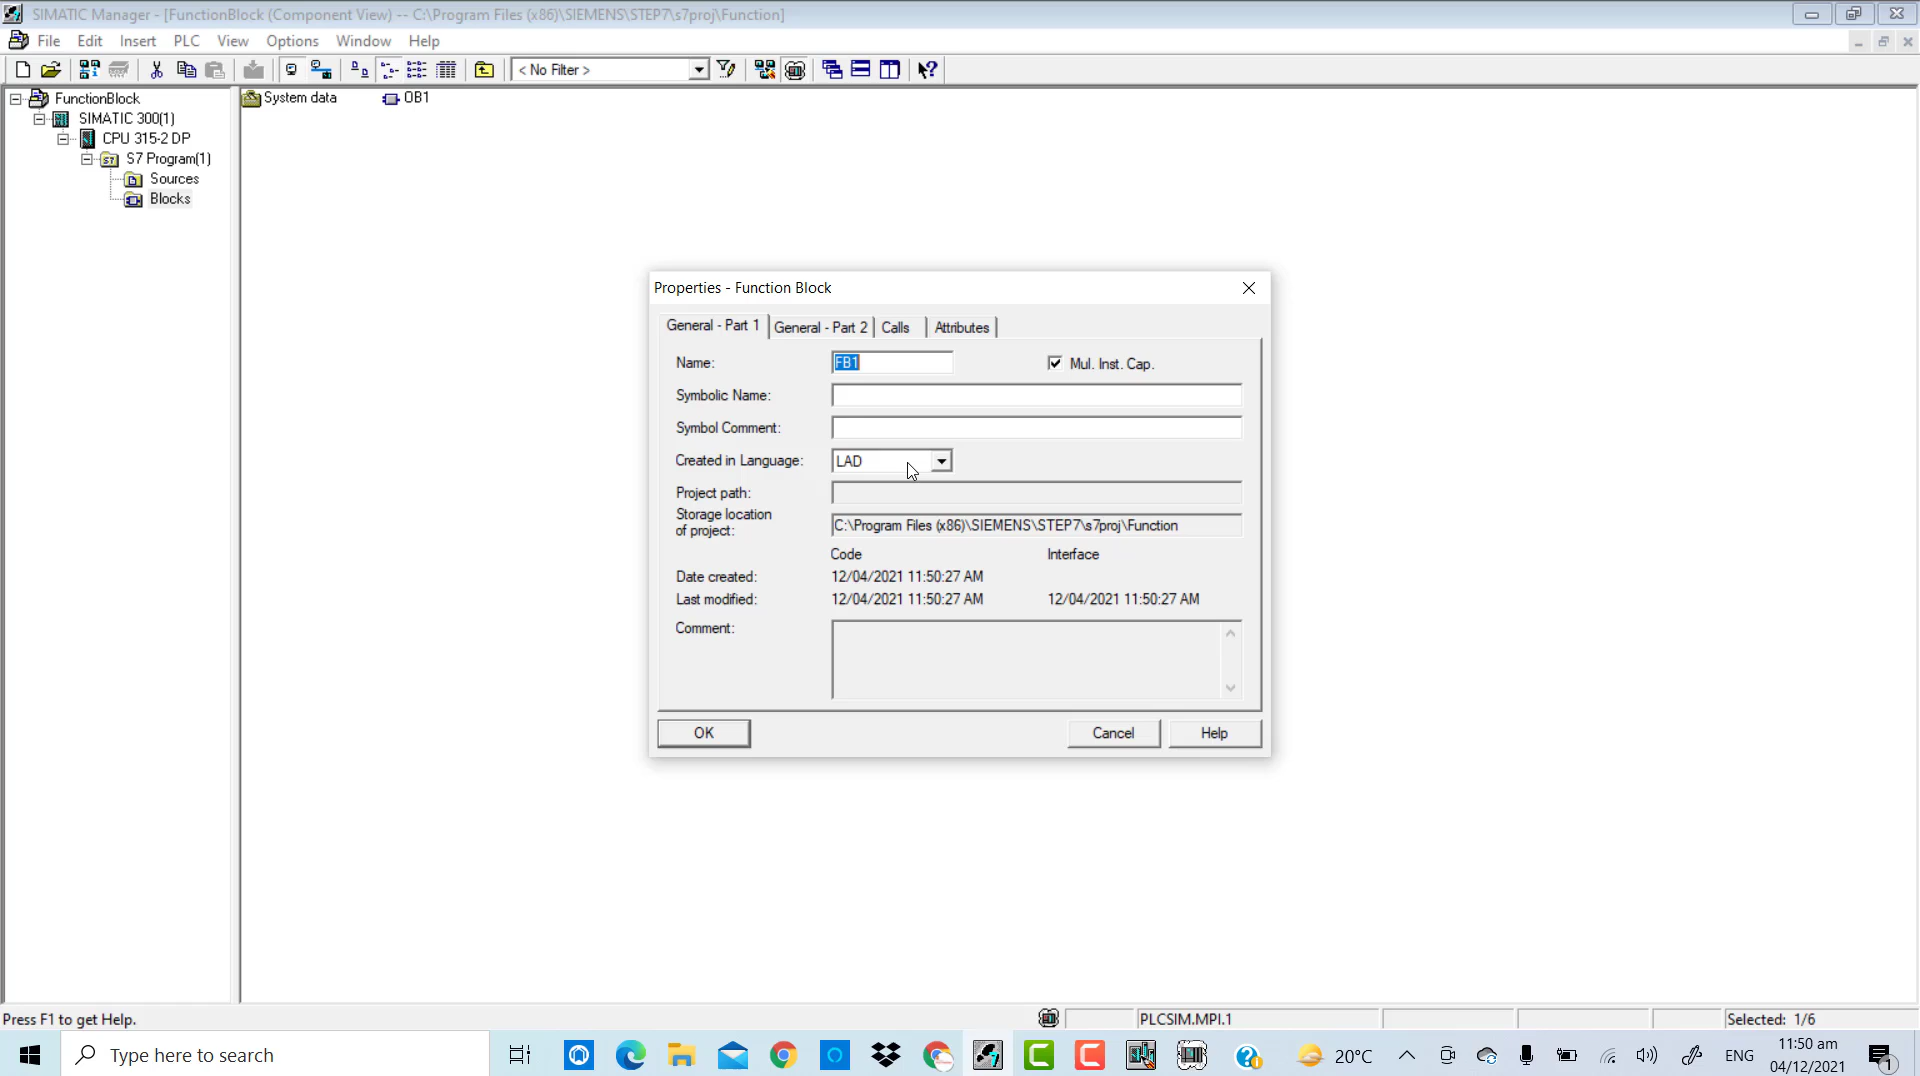 SIMATIC Manager - [FunctionBlock (Component View) -- C:\Program Files (x86)\SIEMENS\STEP7\s7proj\Function]
File Edit Insert PLC View Options Window Help
< No Filter >
FunctionBlock
SIMATIC 300(1)
CPU 315-2 DP
S7 Program(1)
Sources
Blocks
System data OB1
Properties - Function Block
General - Part 1 General - Part 2 Calls Attributes
Name: FB1 Mul. Inst. Cap.
Symbolic Name:
Symbol Comment:
Created in Language: LAD
Project path:
Storage location
of project: C:\Program Files (x86)\SIEMENS\STEP7\s7proj\Function
Code Interface
Date created: 12/04/2021 11:50:27 AM
Last modified: 12/04/2021 11:50:27 AM 12/04/2021 11:50:27 AM
Comment:
OK Cancel Help
Press F1 to get Help. PLCSIM.MPI.1 Selected: 1/6
Type here to search 20°C ENG 11:50 am
04/12/2021 1